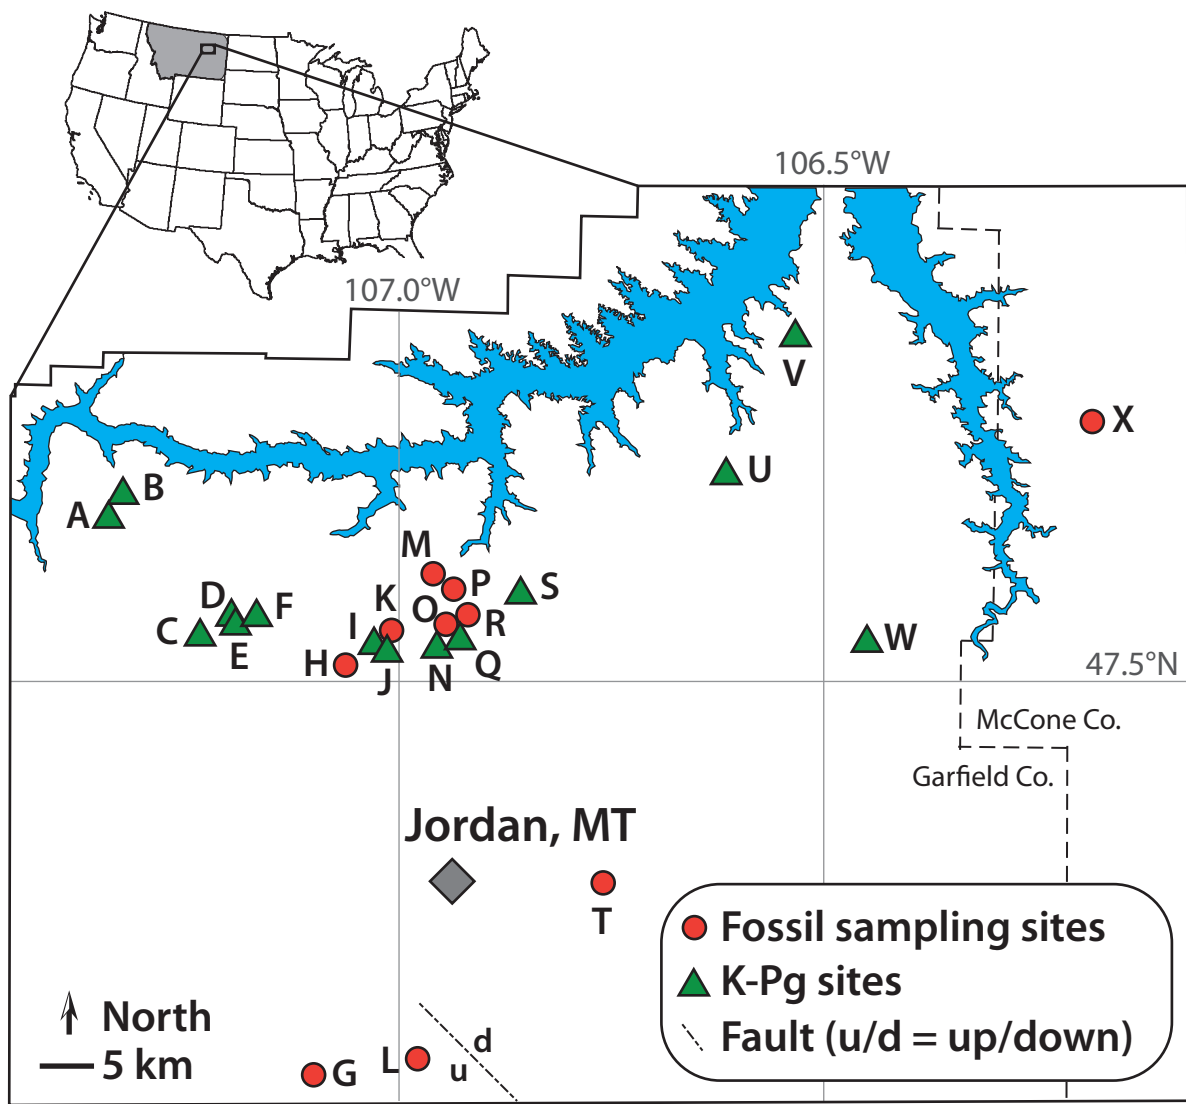 106.5°W
107.0°W
V
X
U
B
A
M
P
S
D
F
K
O
R
C
E
I
W
H
J
N
Q
47.5°N
McCone Co.
Garfield Co.
Jordan, MT
T
Fossil sampling sites
K-Pg sites
Fault (u/d = up/down)
North
5 km
G
L
u
d